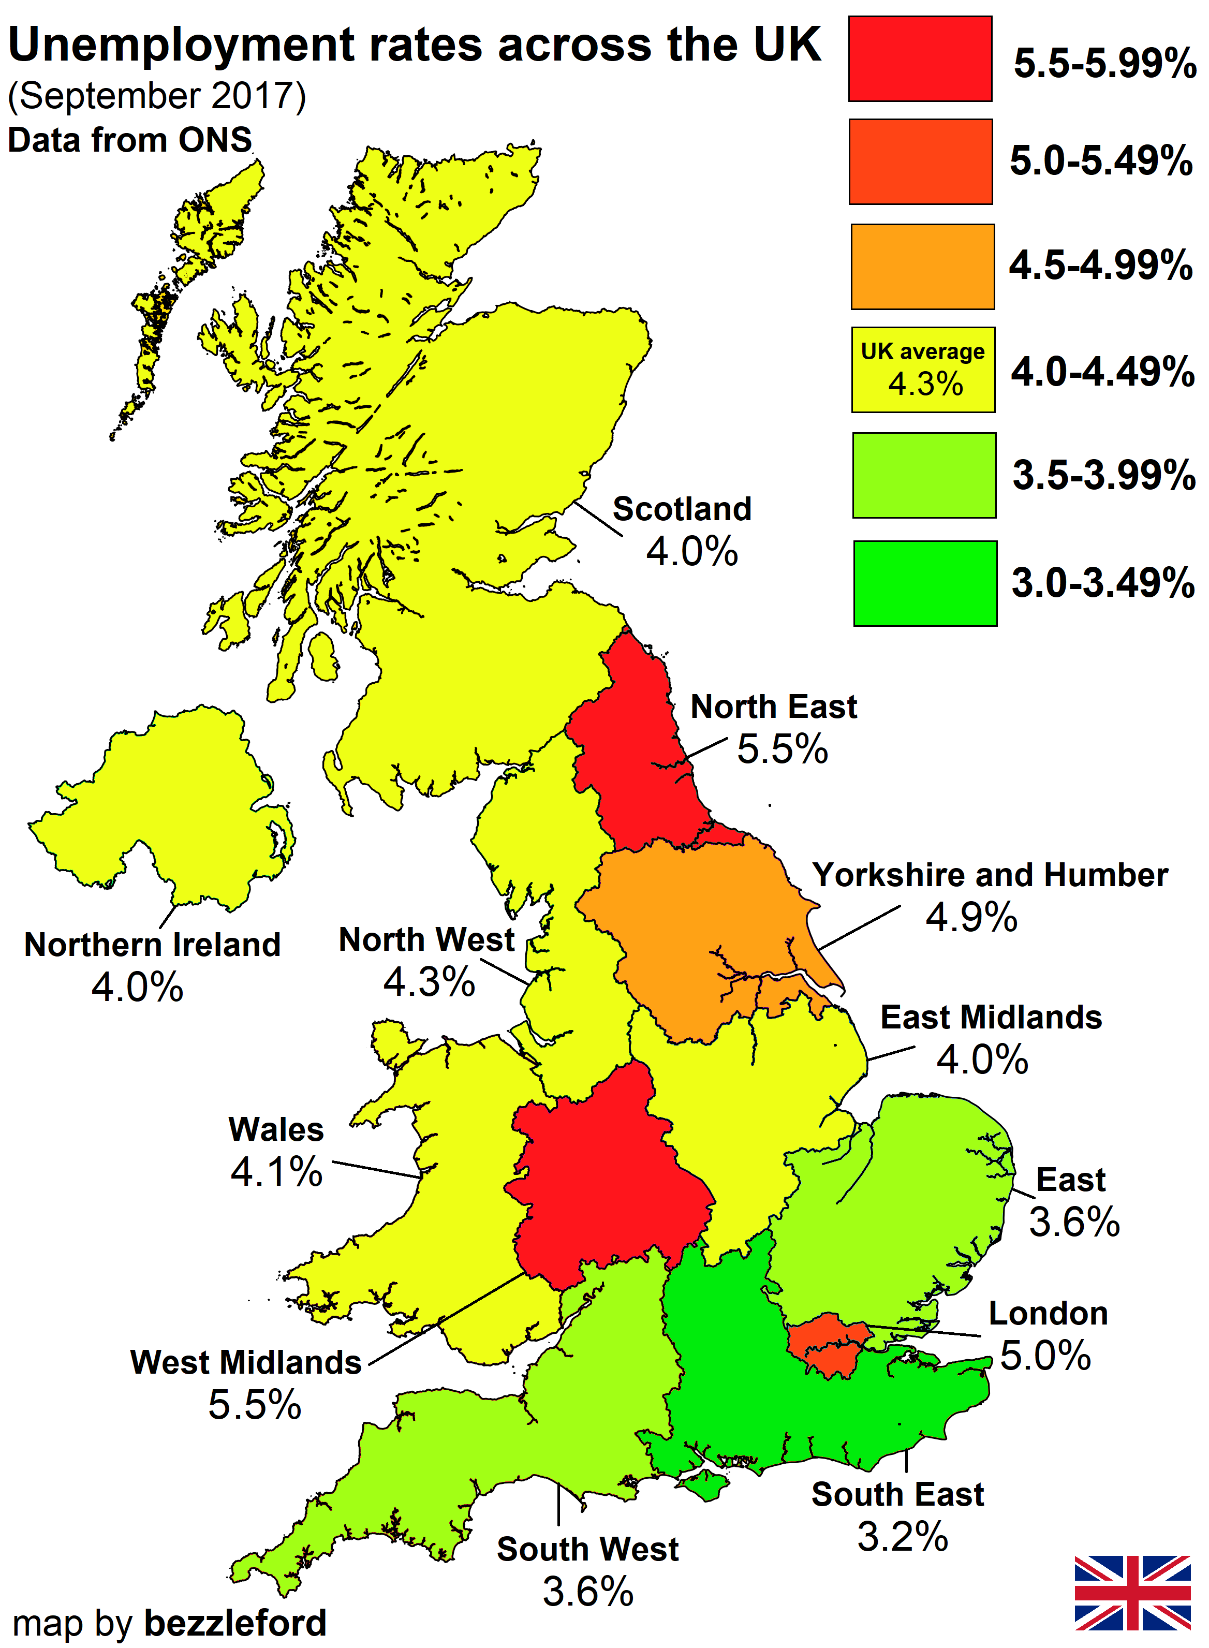 Unemployment rates across the UK
(September 2017)
Data from ONS
5.5-5.99%
5.0-5.49%
4.5-4.99%
UK average
4.3%
4.0-4.49%
3.5-3.99%
3.0-3.49%
Scotland
4.0%
North East
5.5%
Yorkshire and Humber
4.9%
Northern Ireland
4.0%
North West
4.3%
East Midlands
4.0%
Wales
4.1%
East
3.6%
London
5.0%
West Midlands
5.5%
South East
3.2%
South West
3.6%
map by bezzleford